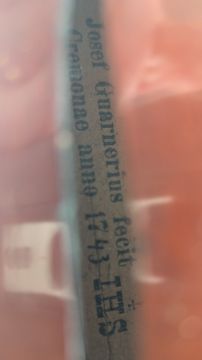 Josef Guarnerius fecit ✢
Cremonae anno 1743 IHS